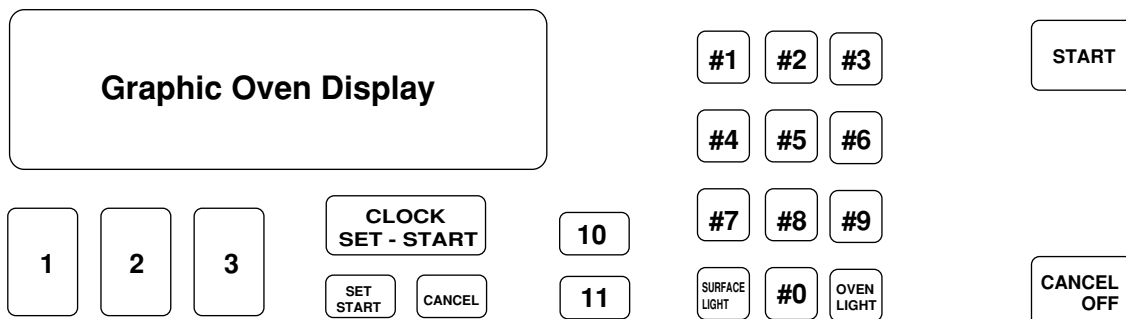 Graphic Oven Display
#1 #2 #3
START
#4 #5 #6
#7 #8 #9
1 2 3
CLOCK
SET - START
10
SET
START
CANCEL
11
SURFACE
LIGHT
#0
OVEN
LIGHT
CANCEL
OFF